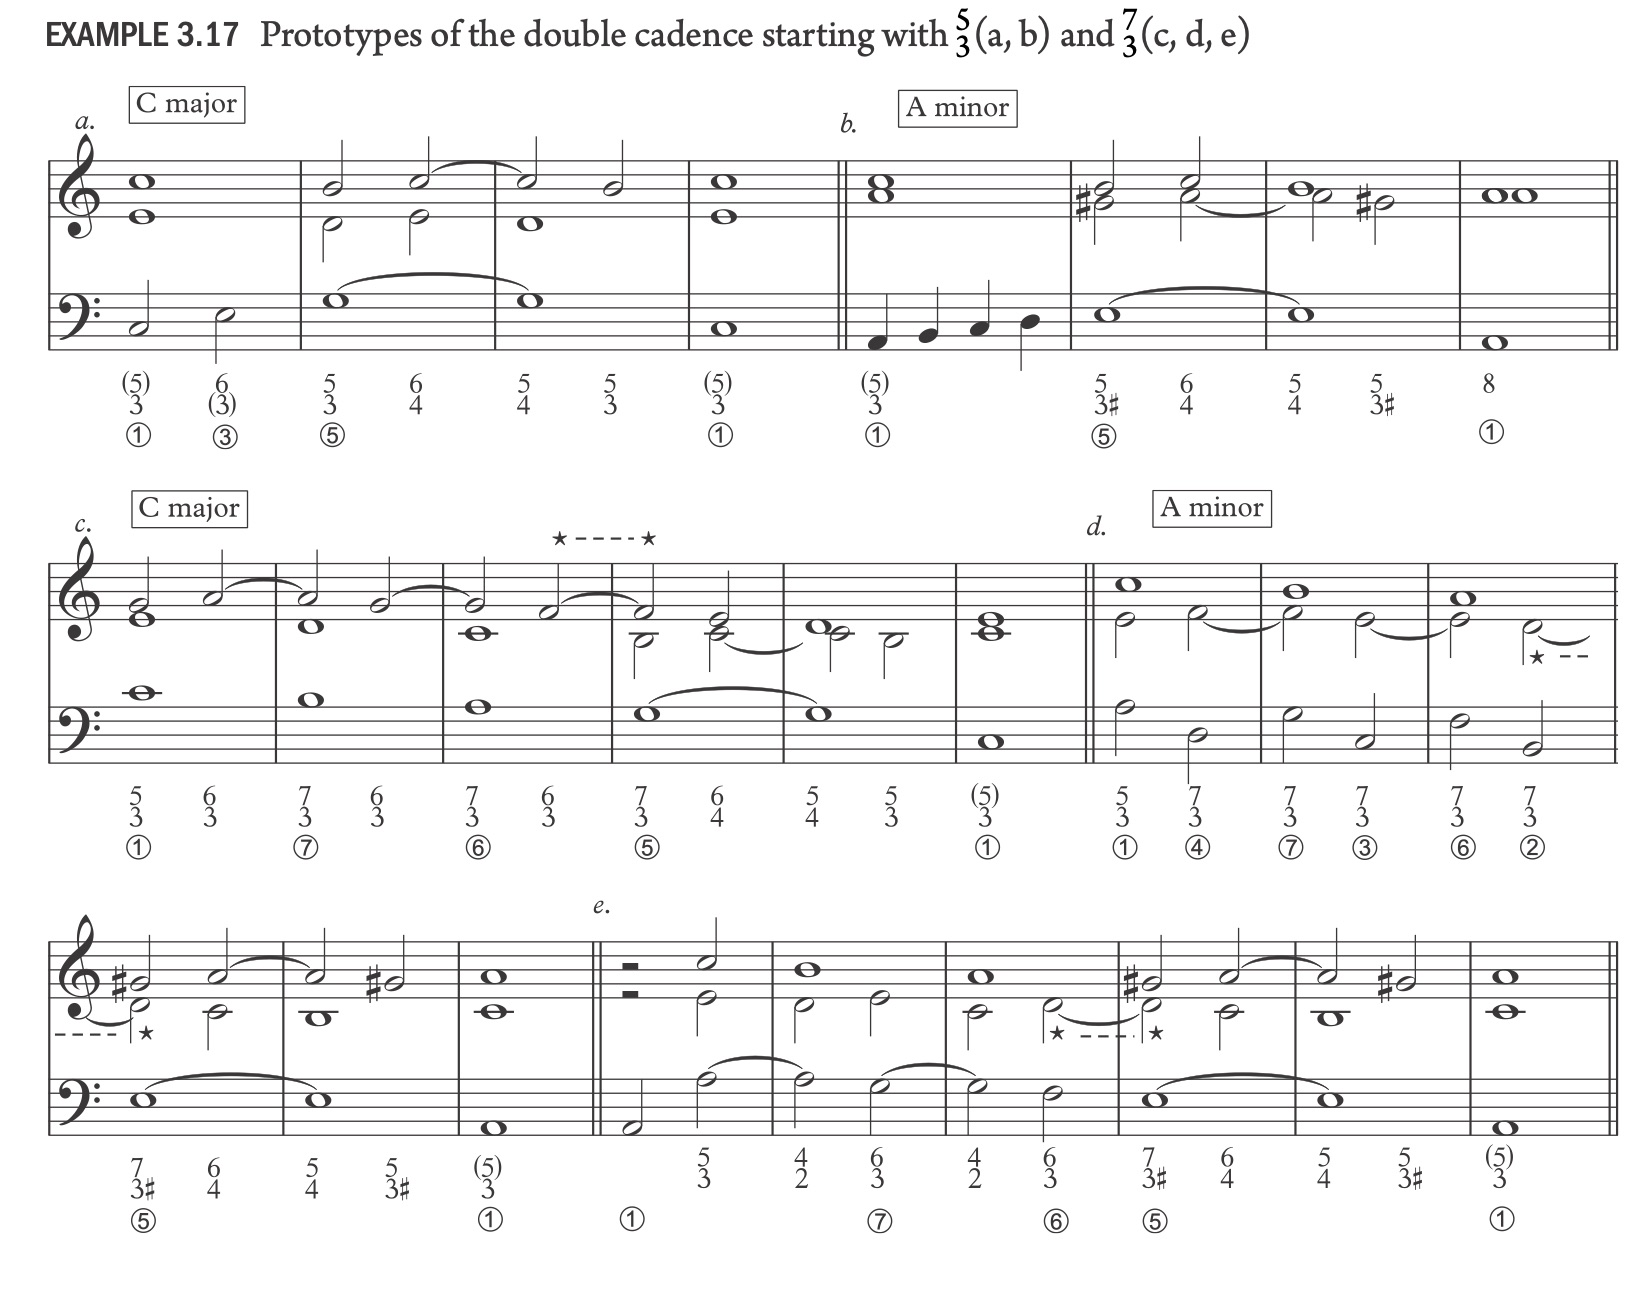 EXAMPLE 3.17 Prototypes of the double cadence starting with 5 3 (a, b) and 7 3 (c, d, e)
a. C major b. A minor
(5) 6 5 6 5 5 (5) (5) 5 6 5 5 8
3 (3) 3 4 4 3 3 3 3♯ 4 4 3♯
① ③ ⑤ ① ① ⑤ ①
c. C major d. A minor
★ ---- ★
★ --
5 6 7 6 7 6 7 6 5 5 (5) 5 7 7 7 7 7
3 3 3 3 3 3 3 4 4 3 3 3 3 3 3 3 3
① ⑦ ⑥ ⑤ ① ① ④ ⑦ ③ ⑥ ②
e.
---- ★ ★ ---- ★
7 6 5 5 (5) 5 4 6 4 6 7 6 5 5 (5)
3♯ 4 4 3♯ 3 3 2 3 2 3 3♯ 4 4 3♯ 3
⑤ ① ① ⑦ ⑥ ⑤ ①